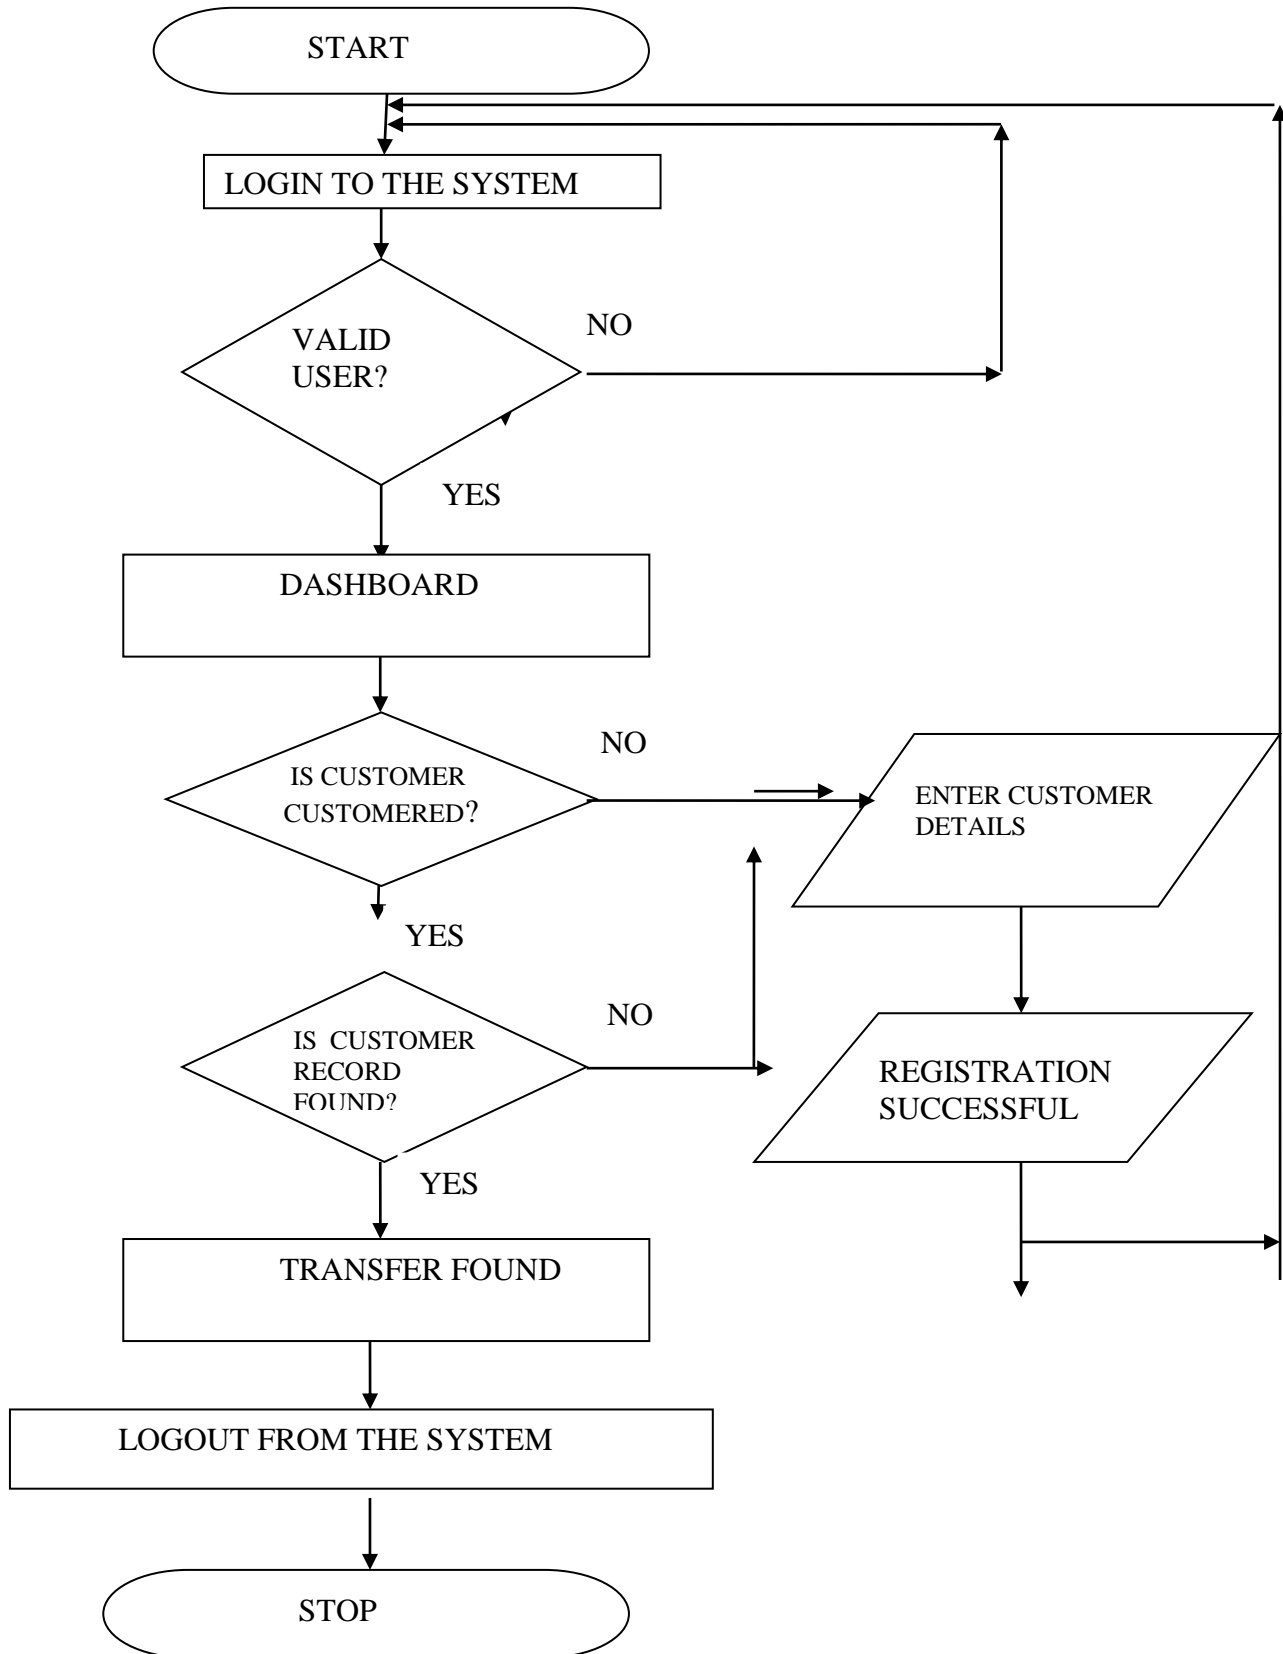 START
LOGIN TO THE SYSTEM
VALID
USER?
NO
YES
DASHBOARD
IS CUSTOMER
CUSTOMERED?
NO
ENTER CUSTOMER
DETAILS
YES
IS CUSTOMER
RECORD
FOUND?
NO
REGISTRATION
SUCCESSFUL
YES
TRANSFER FOUND
LOGOUT FROM THE SYSTEM
STOP